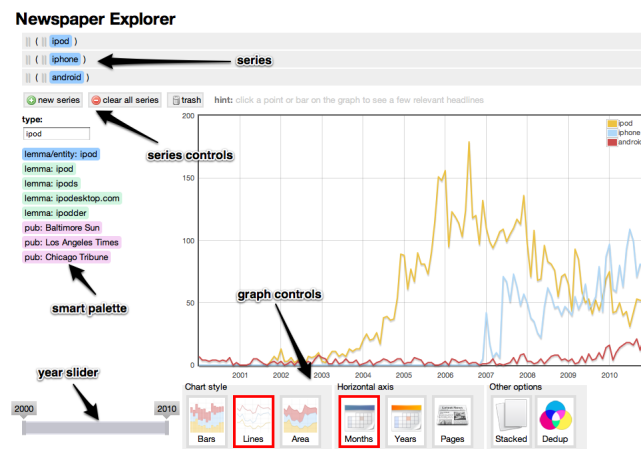 Newspaper Explorer
|| ( || ipod )
|| ( || iphone )
series
|| ( || android )
new series clear all series trash hint: click a point or bar on the graph to see a few relevant headlines
type:
ipod
series controls
lemma/entity: ipod
lemma: ipod
lemma: ipods
lemma: ipodesktop.com
lemma: ipodder
pub: Baltimore Sun
pub: Los Angeles Times
pub: Chicago Tribune
smart palette
200
150
100
50
0
ipod
iphone
android
2001 2002 2003 2004 2005 2006 2007 2008 2009 2010
graph controls
year slider
2000 2010
Chart style Horizontal axis Other options
Bars Lines Area Months Years Pages Stacked Dedup